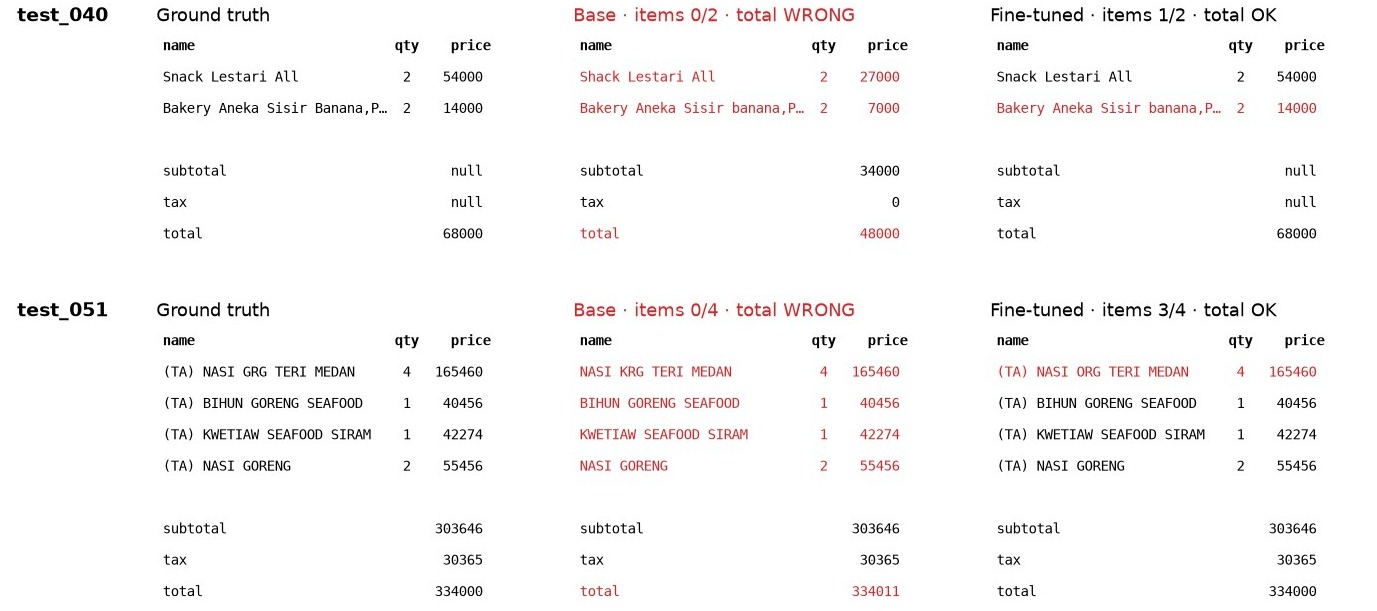 test_040 Ground truth Base · items 0/2 · total WRONG Fine-tuned · items 1/2 · total OK
name qty price name qty price name qty price
Snack Lestari All 2 54000 Shack Lestari All 2 27000 Snack Lestari All 2 54000
Bakery Aneka Sisir Banana,P… 2 14000 Bakery Aneka Sisir banana,P… 2 7000 Bakery Aneka Sisir banana,P… 2 14000
subtotal null subtotal 34000 subtotal null
tax null tax 0 tax null
total 68000 total 48000 total 68000
test_051 Ground truth Base · items 0/4 · total WRONG Fine-tuned · items 3/4 · total OK
name qty price name qty price name qty price
(TA) NASI GRG TERI MEDAN 4 165460 NASI KRG TERI MEDAN 4 165460 (TA) NASI ORG TERI MEDAN 4 165460
(TA) BIHUN GORENG SEAFOOD 1 40456 BIHUN GORENG SEAFOOD 1 40456 (TA) BIHUN GORENG SEAFOOD 1 40456
(TA) KWETIAW SEAFOOD SIRAM 1 42274 KWETIAW SEAFOOD SIRAM 1 42274 (TA) KWETIAW SEAFOOD SIRAM 1 42274
(TA) NASI GORENG 2 55456 NASI GORENG 2 55456 (TA) NASI GORENG 2 55456
subtotal 303646 subtotal 303646 subtotal 303646
tax 30365 tax 30365 tax 30365
total 334000 total 334011 total 334000